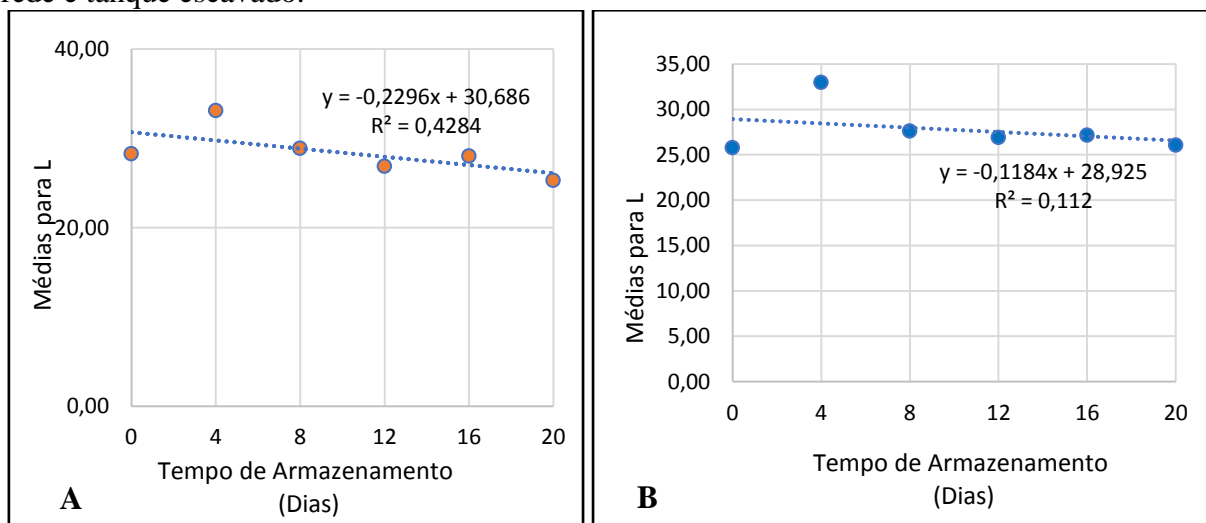 rede e tanque escavado.
40,00
20,00
0,00
Médias para L
y = -0,2296x + 30,686
R² = 0,4284
0 4 8 12 16 20
Tempo de Armazenamento
(Dias)
A
35,00
30,00
25,00
20,00
15,00
10,00
5,00
0,00
Médias para L
y = -0,1184x + 28,925
R² = 0,112
0 4 8 12 16 20
Tempo de Armazenamento
(Dias)
B